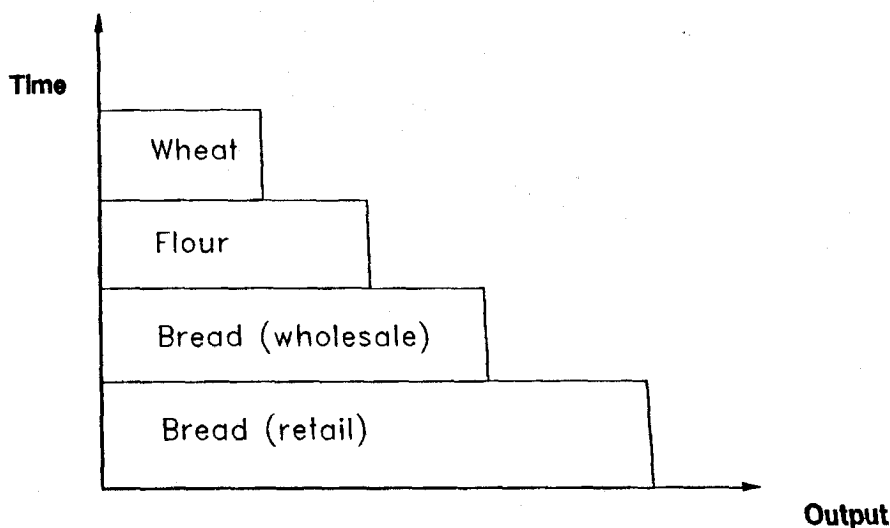 Time
Wheat
Flour
Bread (wholesale)
Bread (retail)
Output